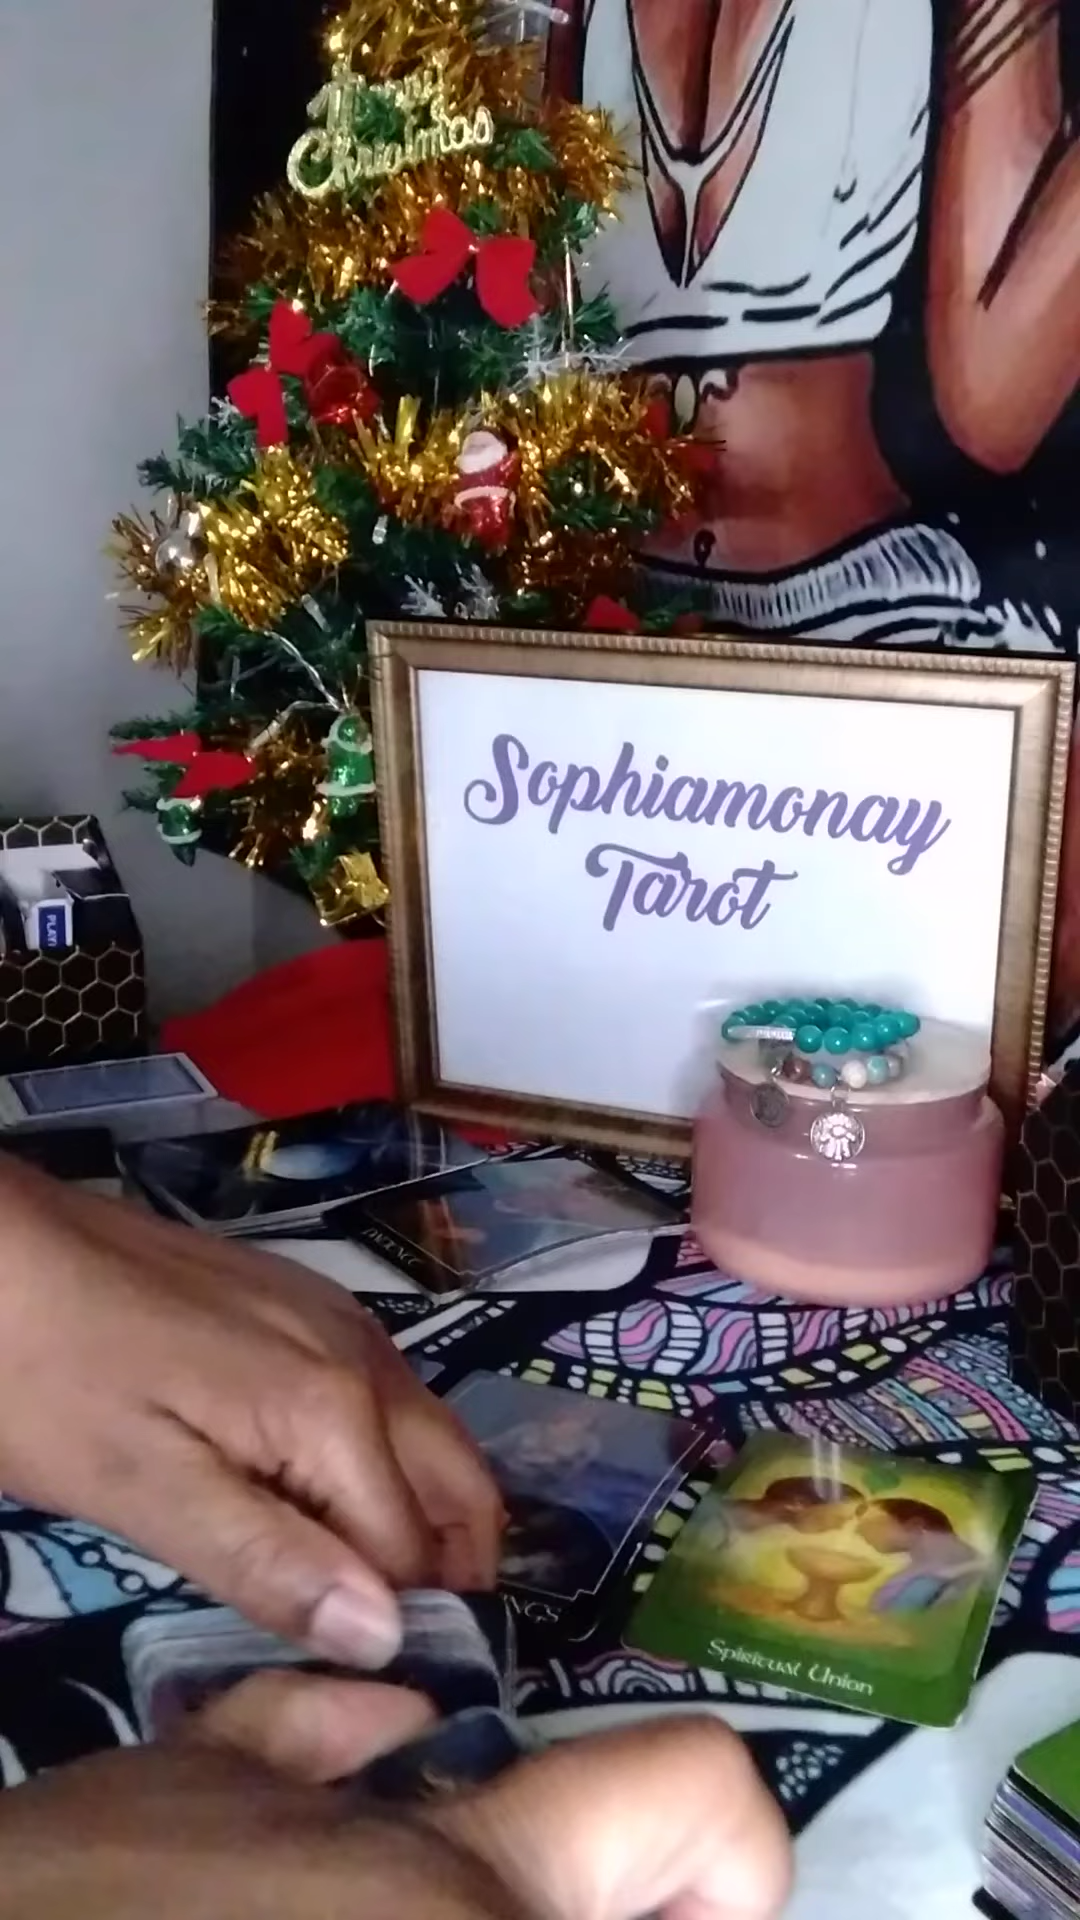 Merry
Christmas
Sophiamonay
Tarot
Spiritual Union